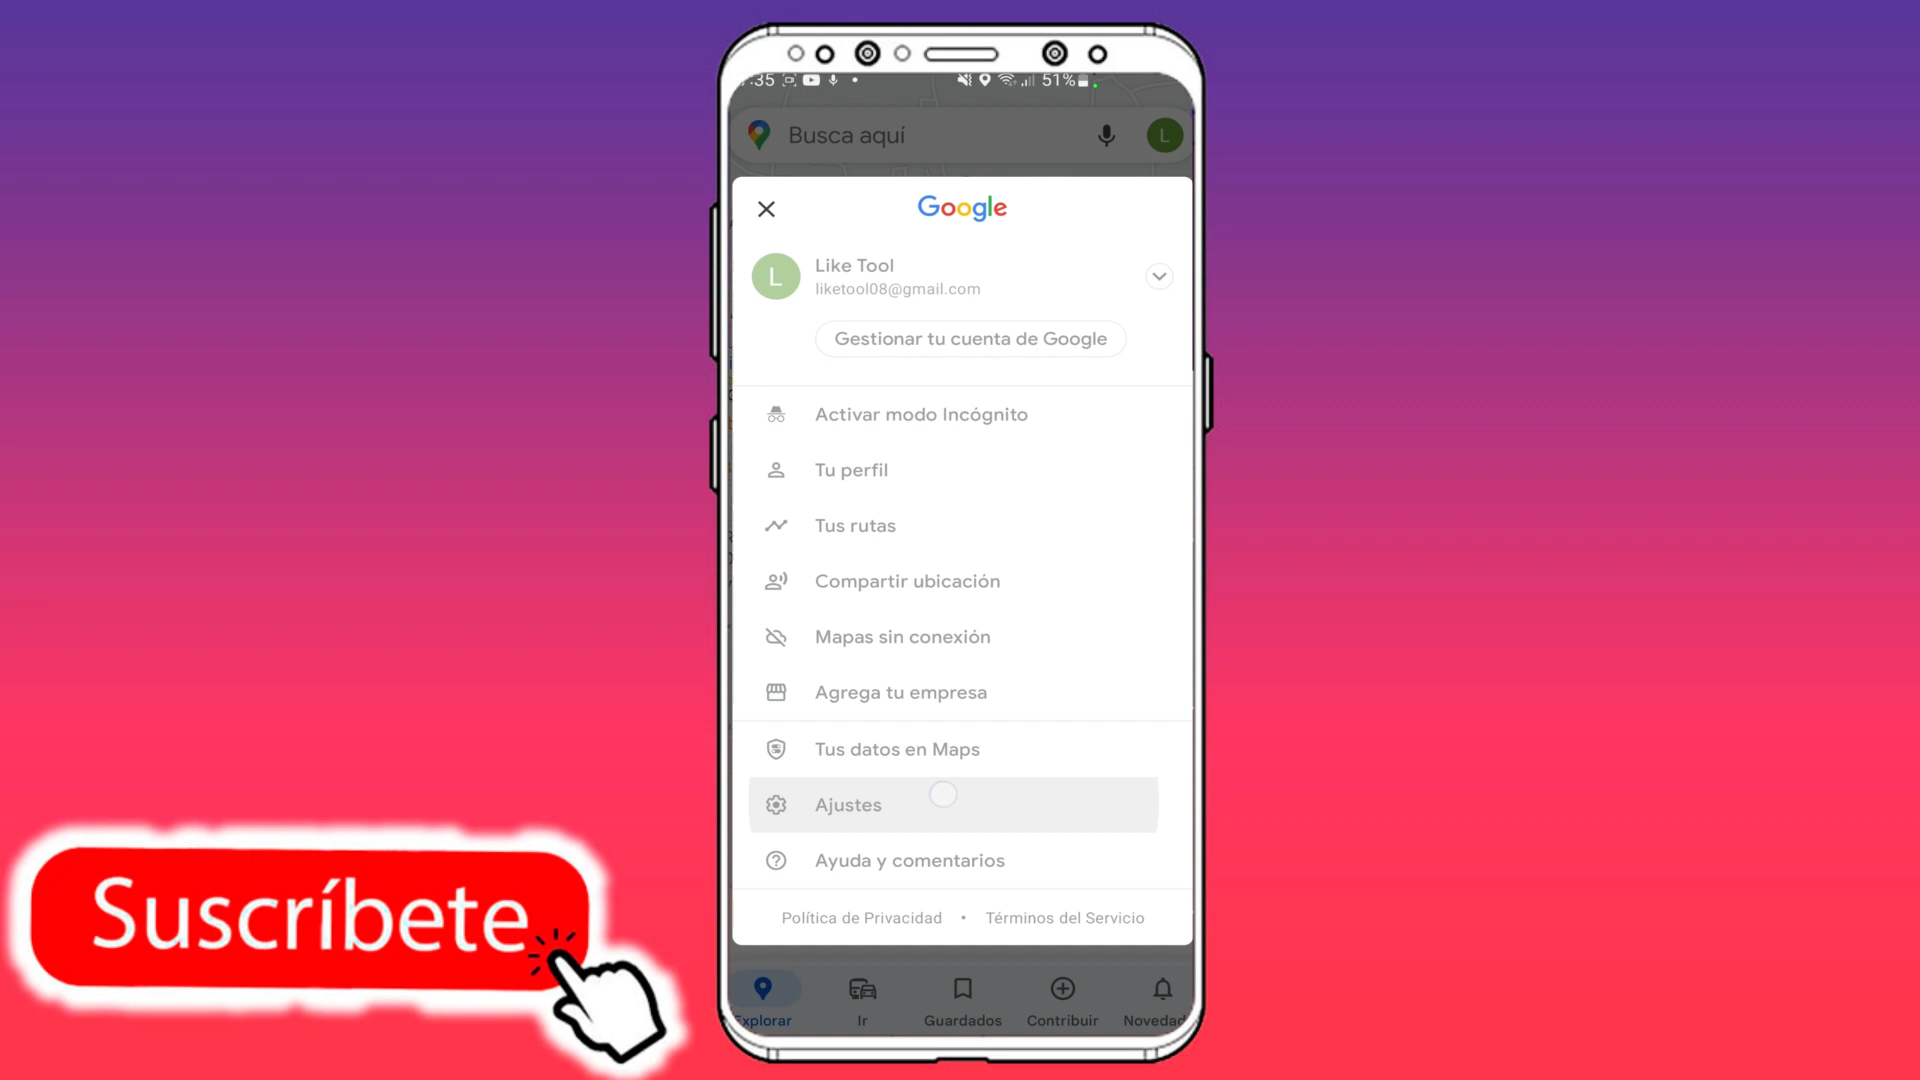 :35 51%
Busca aquí L
Google
L Like Tool
liketool08@gmail.com
Gestionar tu cuenta de Google
Activar modo Incógnito
Tu perfil
Tus rutas
Compartir ubicación
Mapas sin conexión
Agrega tu empresa
Tus datos en Maps
Ajustes
Ayuda y comentarios
Política de Privacidad • Términos del Servicio
Explorar Ir Guardados Contribuir Novedad
Suscríbete